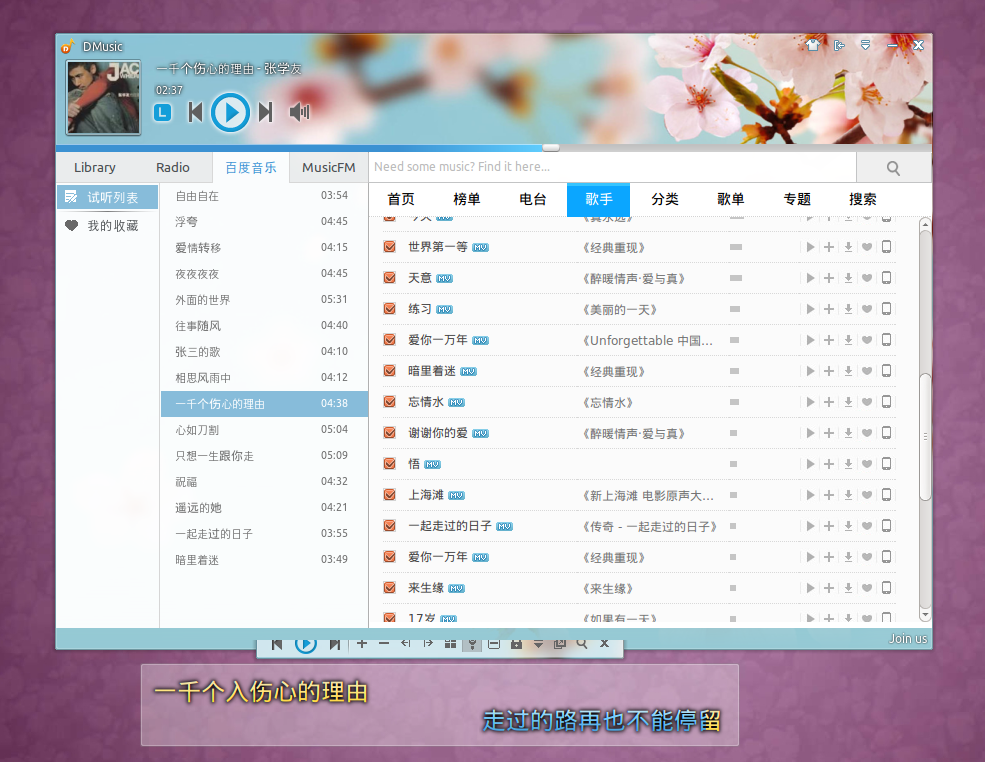 DMusic
一千个伤心的理由 - 张学友
02:37
L
Library Radio 百度音乐 MusicFM
Need some music? Find it here...
试听列表
我的收藏
自由自在 03:54
浮夸 04:45
爱情转移 04:15
夜夜夜夜 04:45
外面的世界 05:31
往事随风 04:40
张三的歌 04:10
相思风雨中 04:12
一千个伤心的理由 04:38
心如刀割 05:04
只想一生跟你走 05:09
祝福 04:32
遥远的她 04:21
一起走过的日子 03:55
暗里着迷 03:49
首页 榜单 电台 歌手 分类 歌单 专题 搜索
今天 MV 《真永远》
世界第一等 MV 《经典重现》
天意 MV 《醉暖情声·爱与真》
练习 MV 《美丽的一天》
爱你一万年 MV 《Unforgettable 中国...
暗里着迷 MV 《经典重现》
忘情水 MV 《忘情水》
谢谢你的爱 MV 《醉暖情声·爱与真》
悟 MV
上海滩 MV 《新上海滩 电影原声大...
一起走过的日子 MV 《传奇 - 一起走过的日子》
爱你一万年 MV 《经典重现》
来生缘 MV 《来生缘》
17岁 MV 《如果有一天》
Join us
一千个入伤心的理由
走过的路再也不能停留